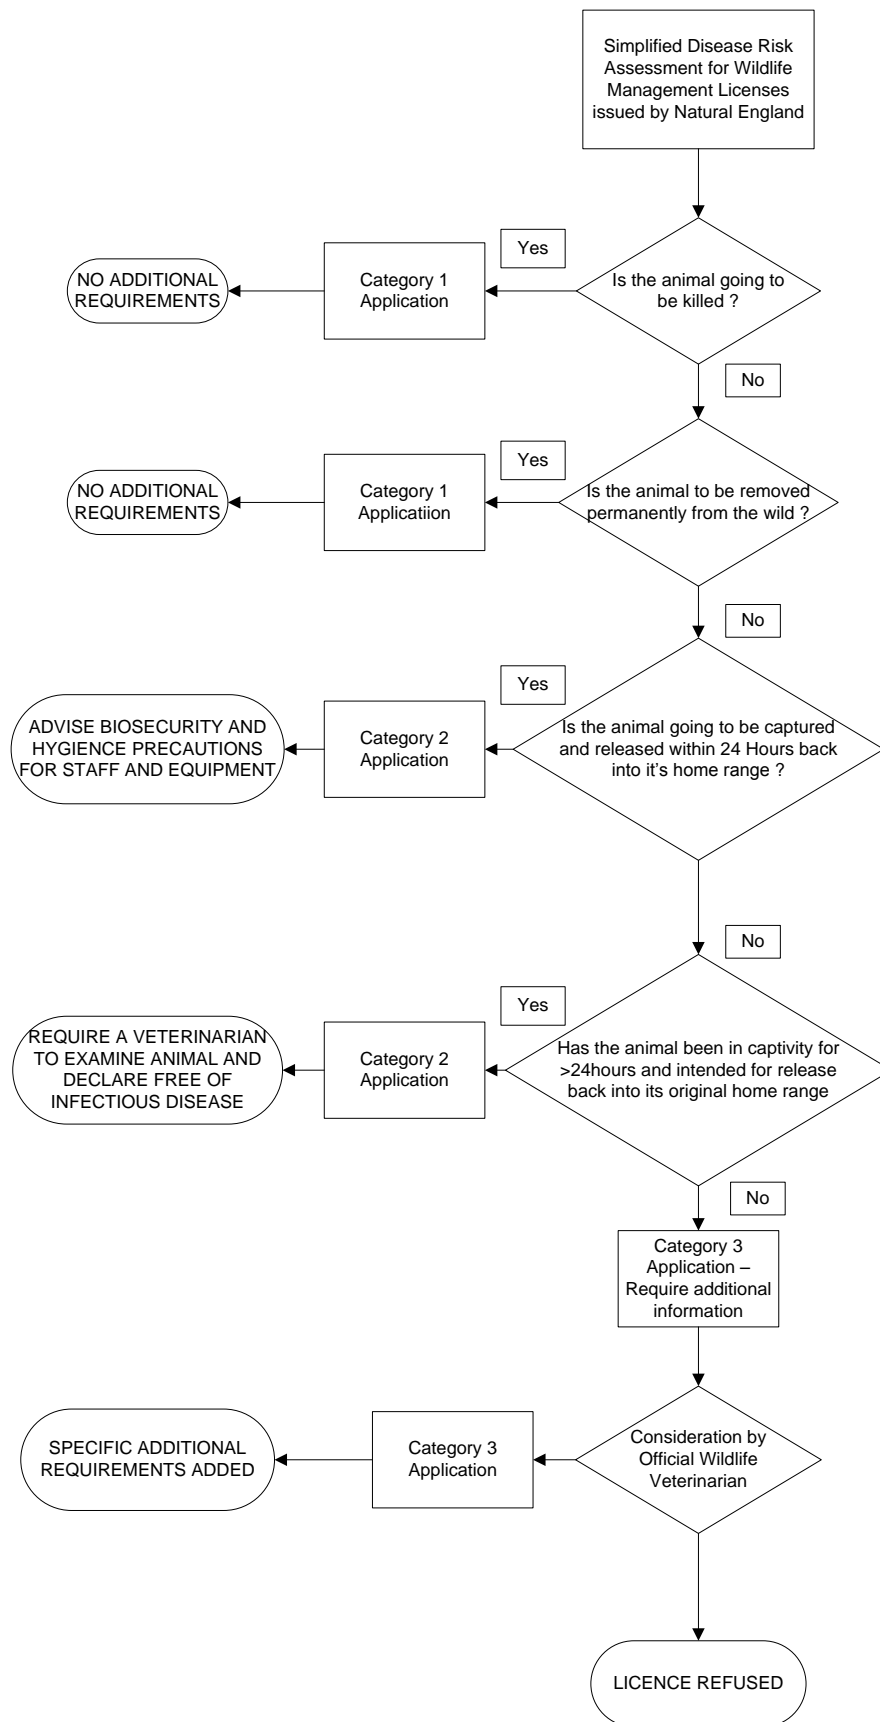 Simplified Disease Risk
Assessment for Wildlife
Management Licenses
issued by Natural England
Is the animal going to
be killed ?
Yes
Category 1
Application
NO ADDITIONAL
REQUIREMENTS
No
Is the animal to be removed
permanently from the wild ?
Yes
Category 1
Applicatiion
NO ADDITIONAL
REQUIREMENTS
No
Is the animal going to be captured
and released within 24 Hours back
into it's home range ?
Yes
Category 2
Application
ADVISE BIOSECURITY AND
HYGIENCE PRECAUTIONS
FOR STAFF AND EQUIPMENT
No
Has the animal been in captivity for
>24hours and intended for release
back into its original home range
Yes
Category 2
Application
REQUIRE A VETERINARIAN
TO EXAMINE ANIMAL AND
DECLARE FREE OF
INFECTIOUS DISEASE
No
Category 3
Application –
Require additional
information
Consideration by
Official Wildlife
Veterinarian
Category 3
Application
SPECIFIC ADDITIONAL
REQUIREMENTS ADDED
LICENCE REFUSED